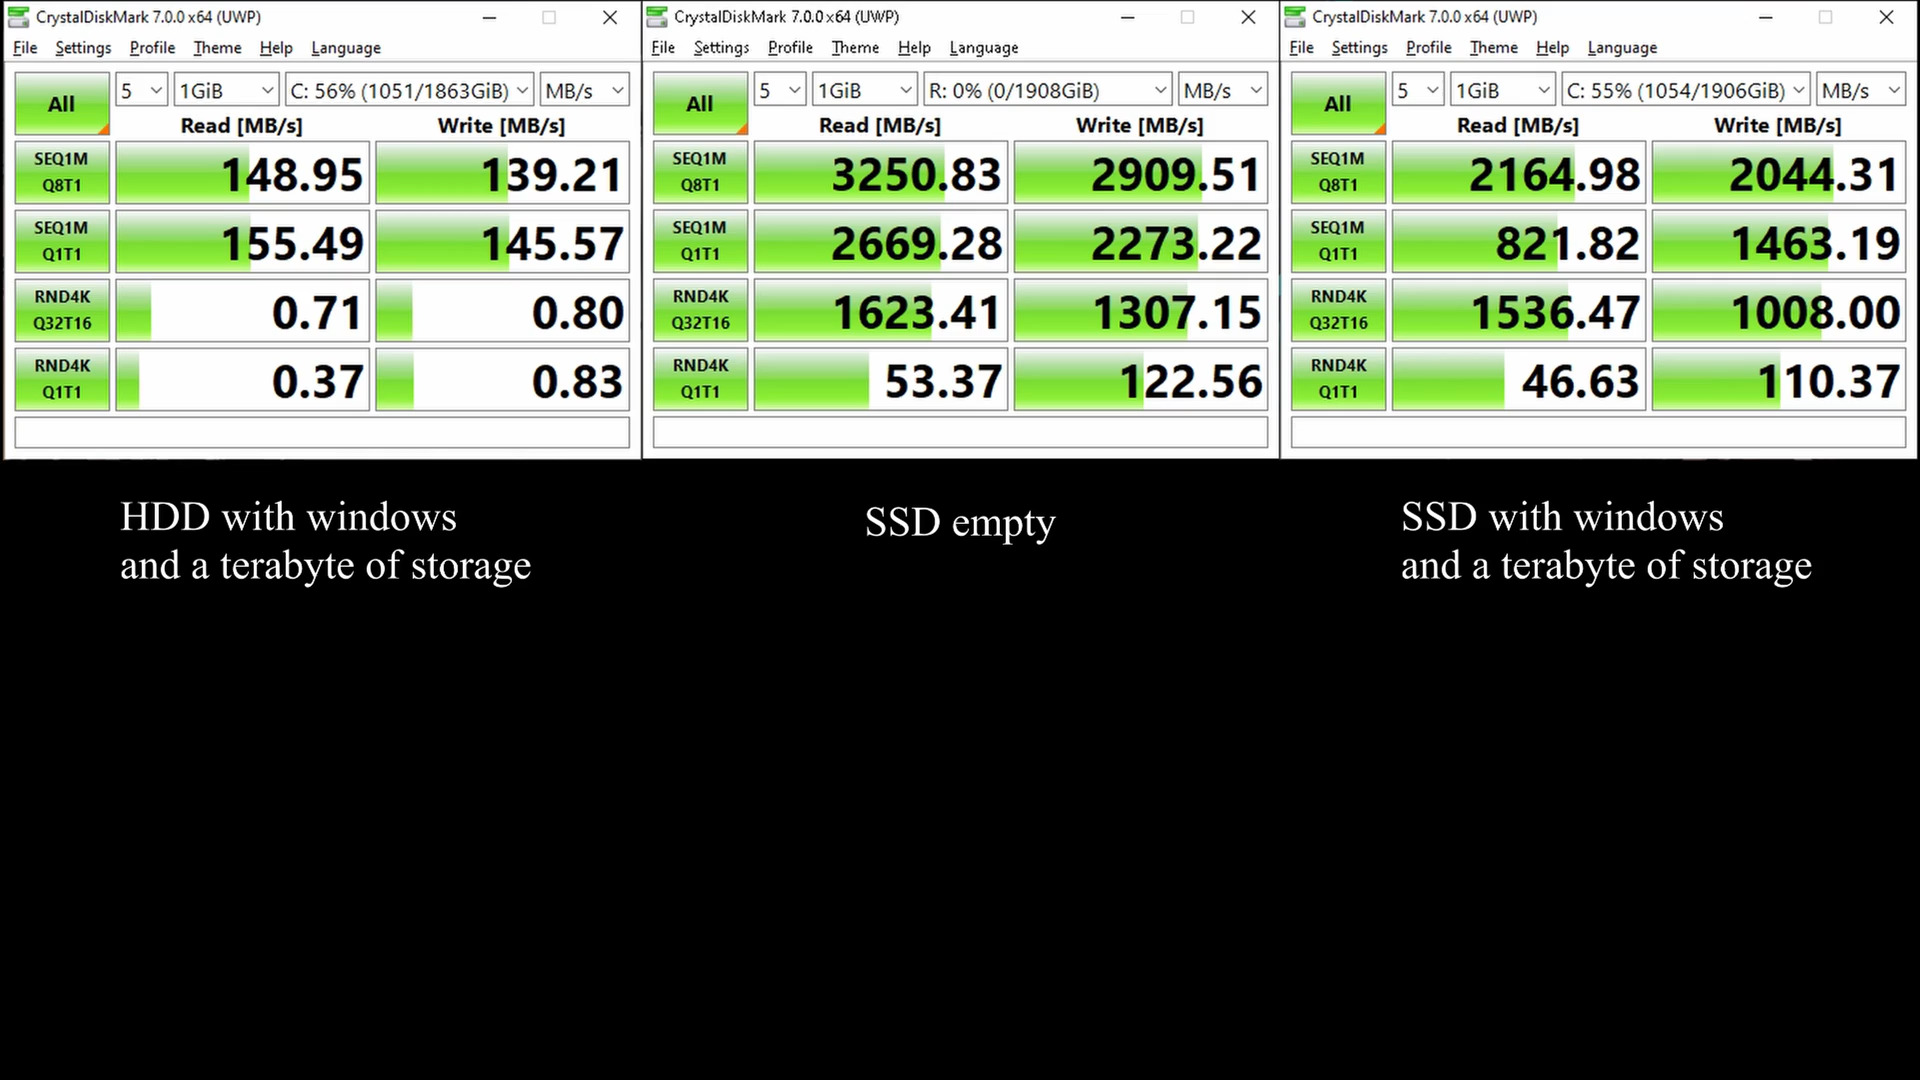 CrystalDiskMark 7.0.0 x64 (UWP)
File Settings Profile Theme Help Language
All 5 1GiB C: 56% (1051/1863GiB) MB/s
Read [MB/s] Write [MB/s]
SEQ1M
Q8T1 148.95 139.21
SEQ1M
Q1T1 155.49 145.57
RND4K
Q32T16 0.71 0.80
RND4K
Q1T1 0.37 0.83
HDD with windows
and a terabyte of storage
CrystalDiskMark 7.0.0 x64 (UWP)
File Settings Profile Theme Help Language
All 5 1GiB R: 0% (0/1908GiB) MB/s
Read [MB/s] Write [MB/s]
SEQ1M
Q8T1 3250.83 2909.51
SEQ1M
Q1T1 2669.28 2273.22
RND4K
Q32T16 1623.41 1307.15
RND4K
Q1T1 53.37 122.56
SSD empty
CrystalDiskMark 7.0.0 x64 (UWP)
File Settings Profile Theme Help Language
All 5 1GiB C: 55% (1054/1906GiB) MB/s
Read [MB/s] Write [MB/s]
SEQ1M
Q8T1 2164.98 2044.31
SEQ1M
Q1T1 821.82 1463.19
RND4K
Q32T16 1536.47 1008.00
RND4K
Q1T1 46.63 110.37
SSD with windows
and a terabyte of storage